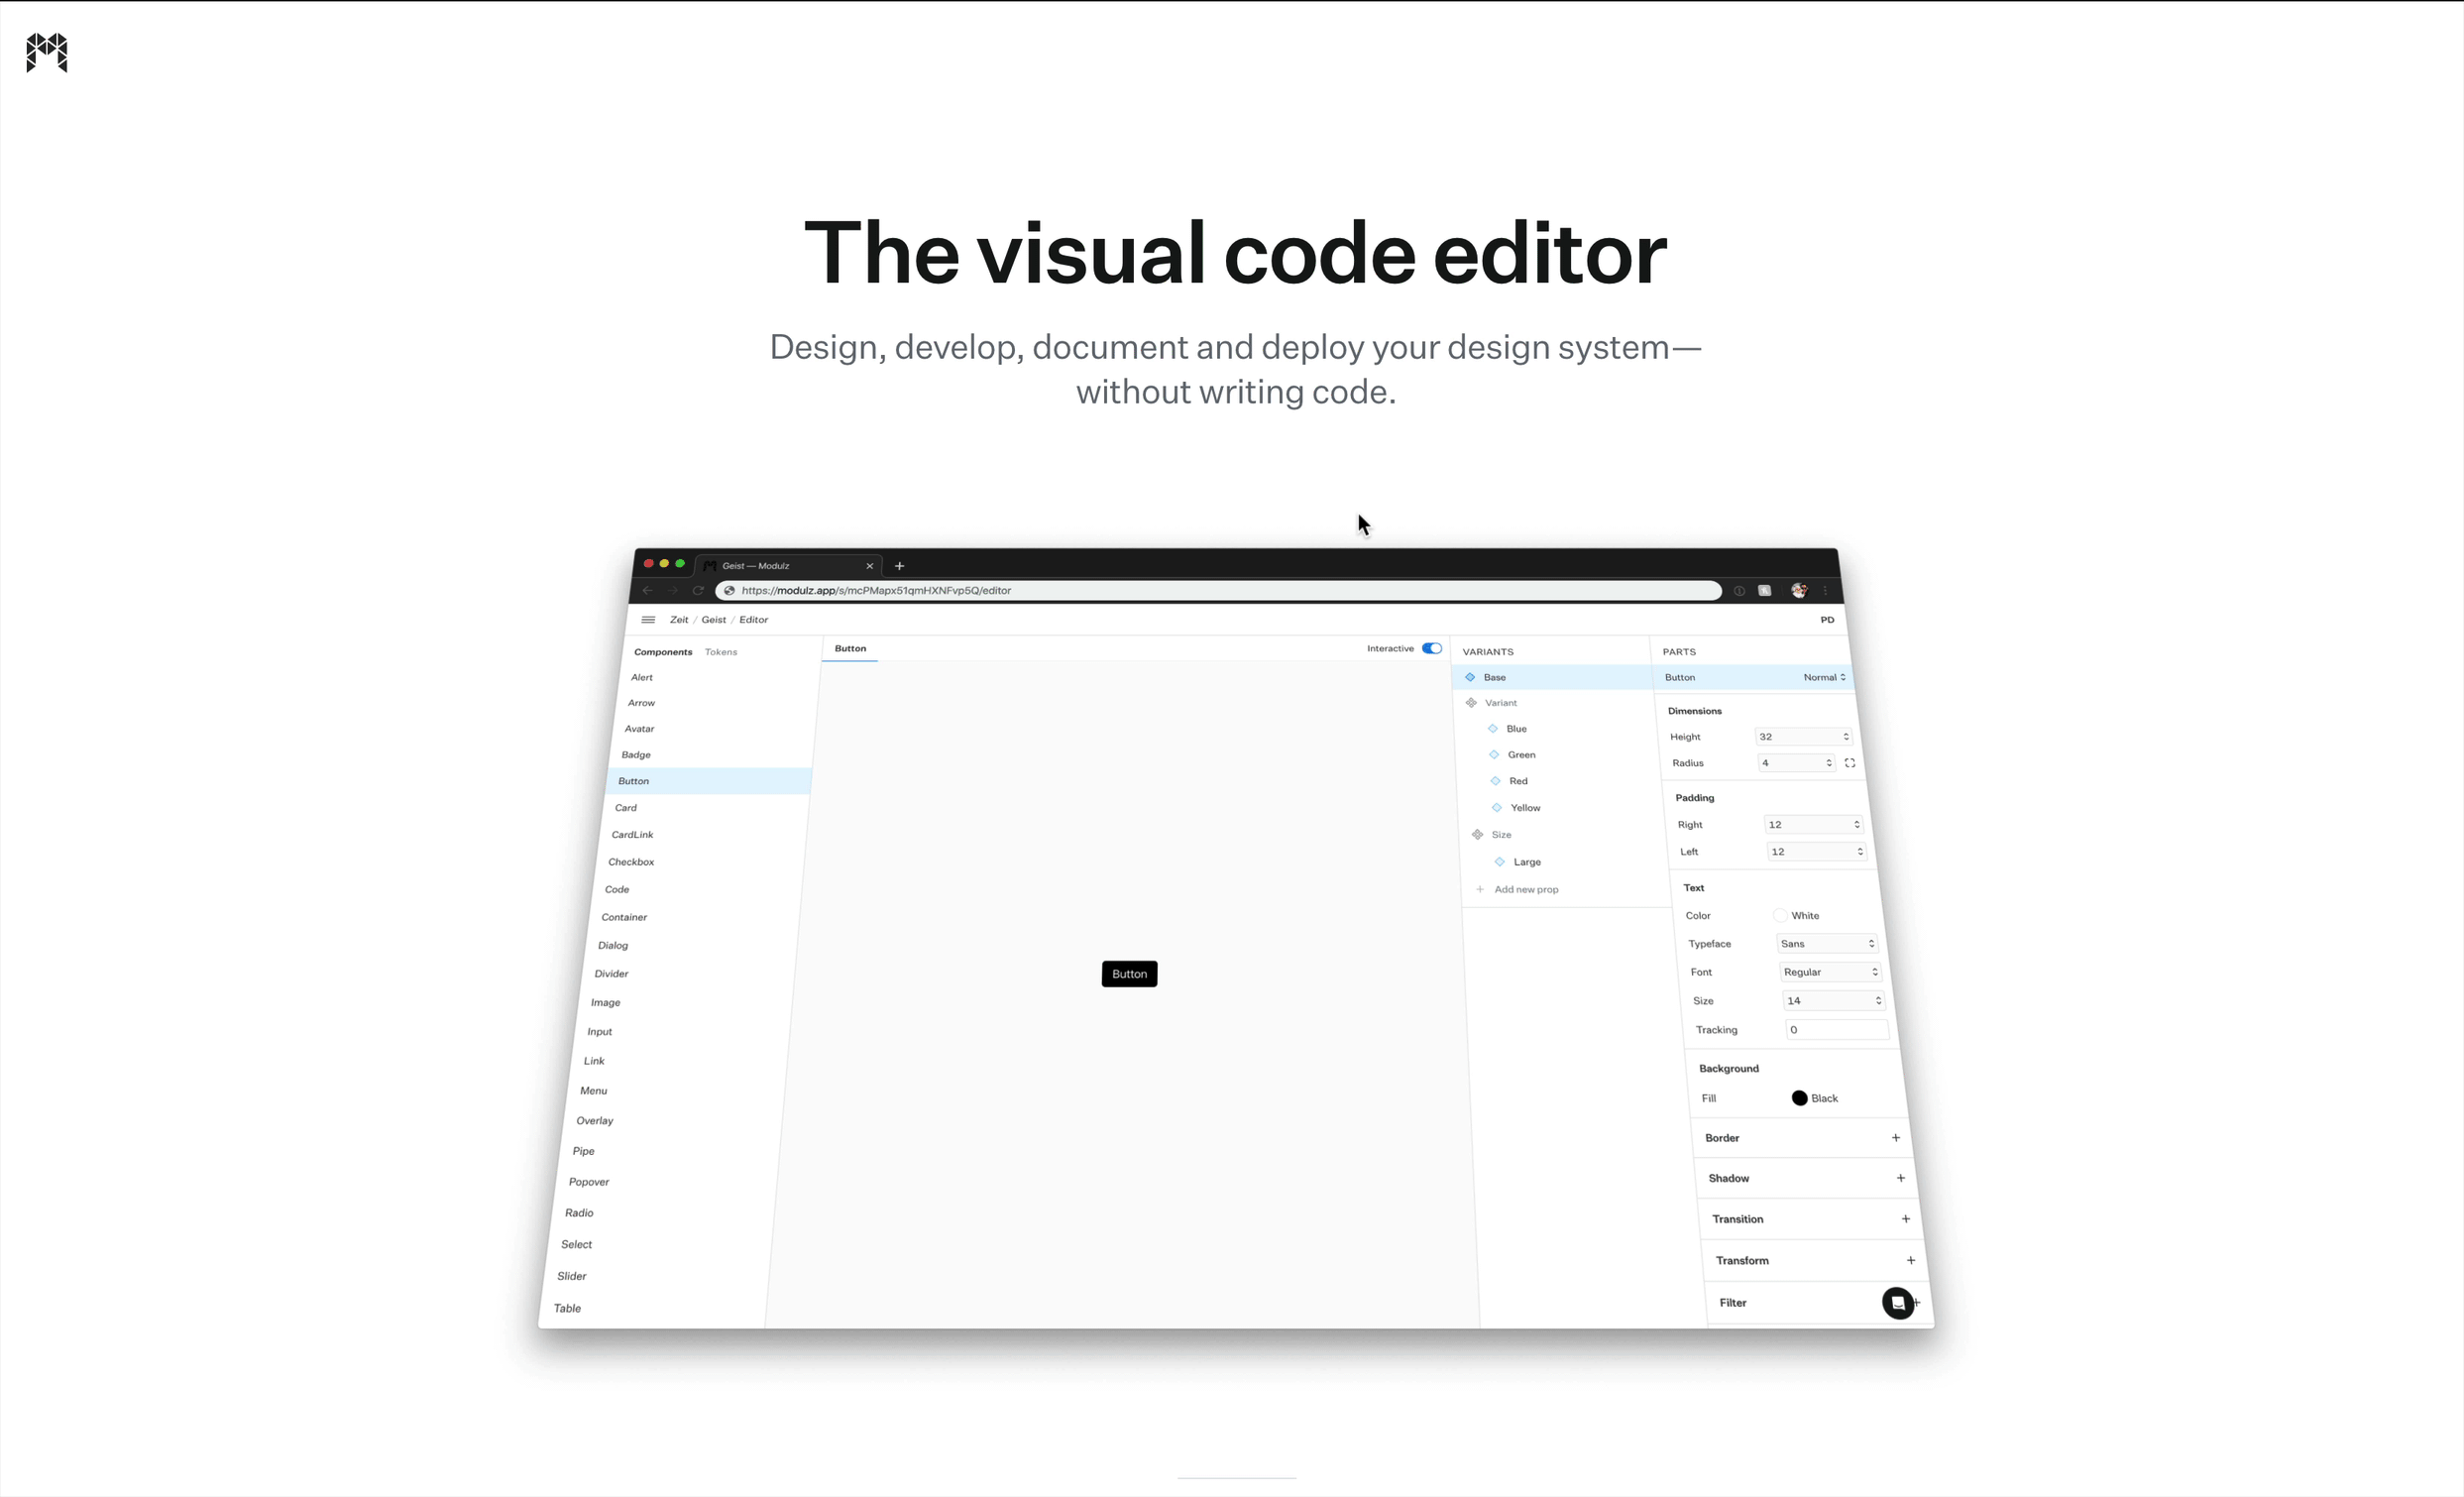 The visual code editor
Design, develop, document and deploy your design system—
without writing code.
Geist — Modulz
https://modulz.app/s/mcPMapx51qmHXNFvp5Q/editor
Zeit / Geist / Editor
PD
Components Tokens
Alert
Arrow
Avatar
Badge
Button
Card
CardLink
Checkbox
Code
Container
Dialog
Divider
Image
Input
Link
Menu
Overlay
Pipe
Popover
Radio
Select
Slider
Table
Button
Interactive
Button
VARIANTS
Base
Variant
Blue
Green
Red
Yellow
Size
Large
+ Add new prop
PARTS
Button Normal
Dimensions
Height 32
Radius 4
Padding
Right 12
Left 12
Text
Color White
Typeface Sans
Font Regular
Size 14
Tracking 0
Background
Fill Black
Border +
Shadow +
Transition +
Transform +
Filter +